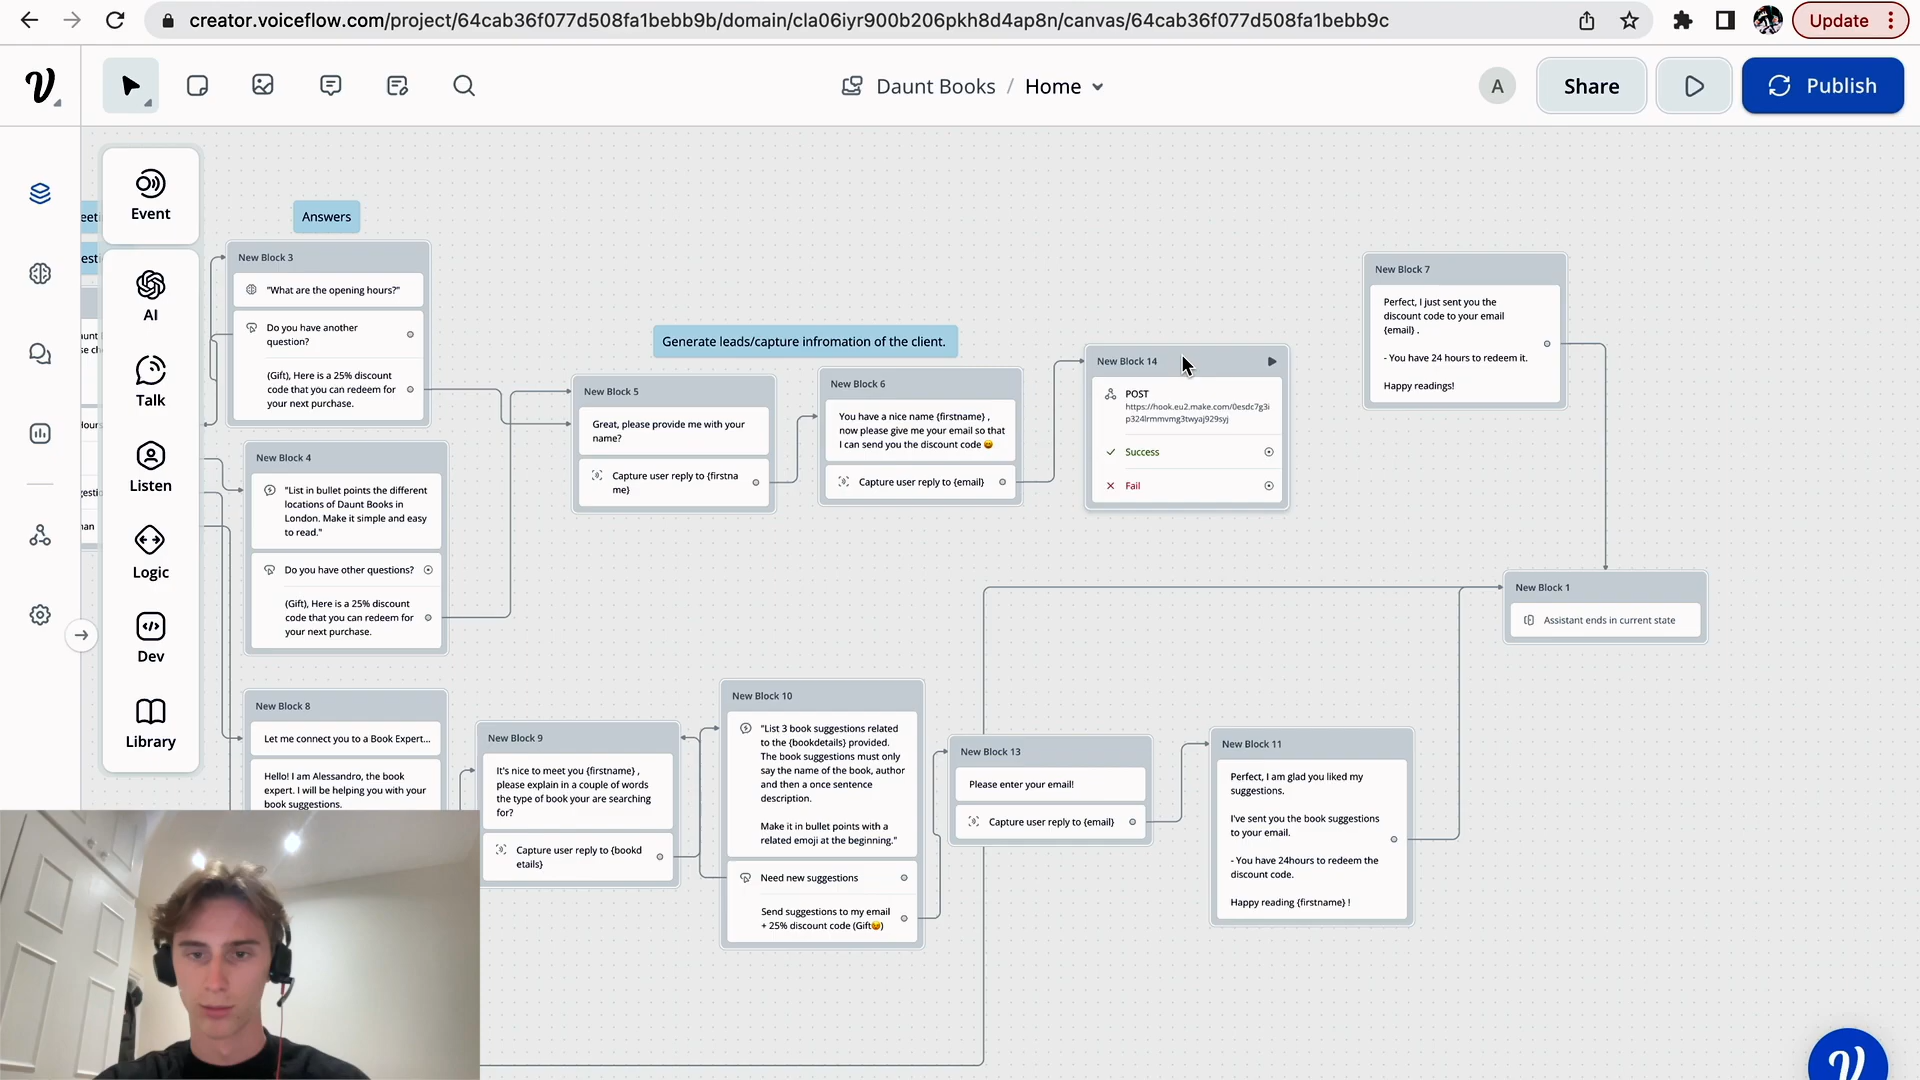 creator.voiceflow.com/project/64cab36f077d508fa1bebb9b/domain/cla06iyr900b206pkh8d4ap8n/canvas/64cab36f077d508fa1bebb9c
Update
Daunt Books / Home
A
Share
Publish
Event
AI
Talk
Listen
Logic
Dev
Library
Answers
New Block 3
"What are the opening hours?"
Do you have another
question?
(Gift), Here is a 25% discount
code that you can redeem for
your next purchase.
New Block 4
"List in bullet points the different
locations of Daunt Books in
London. Make it simple and easy
to read."
Do you have other questions?
(Gift), Here is a 25% discount
code that you can redeem for
your next purchase.
New Block 8
Let me connect you to a Book Expert...
Hello! I am Alessandro, the book
expert. I will be helping you with your
book suggestions.
Generate leads/capture infromation of the client.
New Block 5
Great, please provide me with your
name?
Capture user reply to {firstna
me}
New Block 6
You have a nice name {firstname} ,
now please give me your email so that
I can send you the discount code 😀
Capture user reply to {email}
New Block 14
POST
https://hook.eu2.make.com/0esdc7g3i
p324lrmmvmg3twyaj929syj
Success
Fail
New Block 7
Perfect, I just sent you the
discount code to your email
{email} .
- You have 24 hours to redeem it.
Happy readings!
New Block 1
Assistant ends in current state
New Block 9
It's nice to meet you {firstname} ,
please explain in a couple of words
the type of book your are searching
for?
Capture user reply to {bookd
etails}
New Block 10
"List 3 book suggestions related
to the {bookdetails} provided.
The book suggestions must only
say the name of the book, author
and then a once sentence
description.
Make it in bullet points with a
related emoji at the beginning."
Need new suggestions
Send suggestions to my email
+ 25% discount code (Gift😉)
New Block 13
Please enter your email!
Capture user reply to {email}
New Block 11
Perfect, I am glad you liked my
suggestions.
I've sent you the book suggestions
to your email.
- You have 24hours to redeem the
discount code.
Happy reading {firstname} !